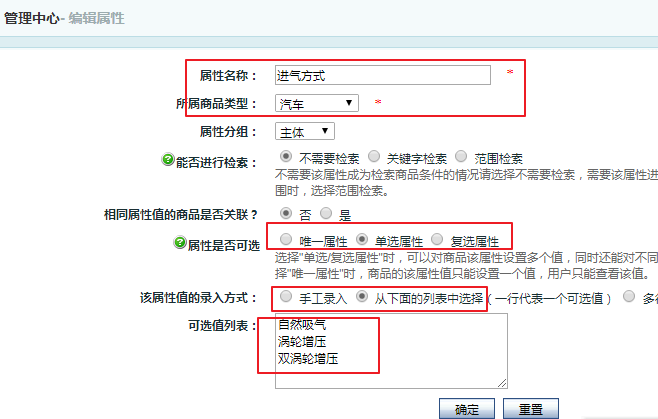 管理中心- 编辑属性
属性名称： 进气方式 *
所属商品类型： 汽车 *
属性分组： 主体
能否进行检索： 不需要检索 关键字检索 范围检索
不需要该属性成为检索商品条件的情况请选择不需要检索，需要该属性进
围时，选择范围检索。
相同属性值的商品是否关联？ 否 是
属性是否可选 唯一属性 单选属性 复选属性
选择"单选/复选属性"时，可以对商品该属性设置多个值，同时还能对不同
择"唯一属性"时，商品的该属性值只能设置一个值，用户只能查看该值。
该属性值的录入方式： 手工录入 从下面的列表中选择（一行代表一个可选值） 多
可选值列表： 自然吸气
涡轮增压
双涡轮增压
确定 重置